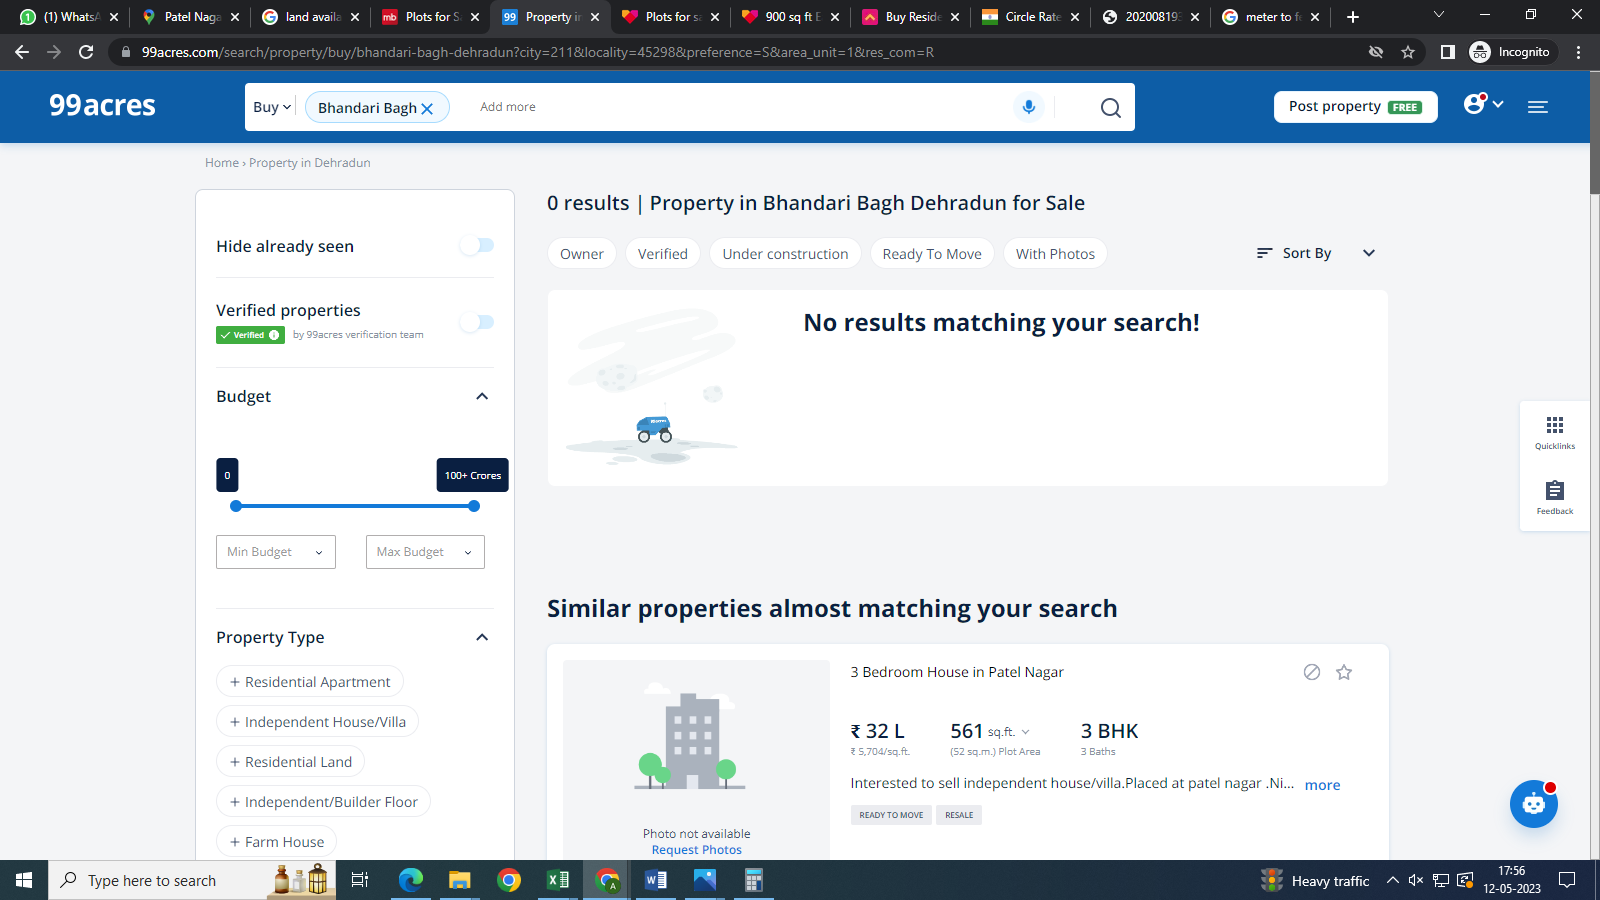 (1) WhatsA
Patel Naga
land availa
mb Plots for Sa
99 Property in
Plots for sa
900 sq ft E
Buy Reside
Circle Rate
202008193
meter to fe
99acres.com/search/property/buy/bhandari-bagh-dehradun?city=211&locality=45298&preference=S&area_unit=1&res_com=R
Incognito
99acres
Buy
Bhandari Bagh
Add more
Post property FREE
Home › Property in Dehradun
Hide already seen
Verified properties
Verified by 99acres verification team
Budget
0
100+ Crores
Min Budget
Max Budget
Property Type
+ Residential Apartment
+ Independent House/Villa
+ Residential Land
+ Independent/Builder Floor
+ Farm House
0 results | Property in Bhandari Bagh Dehradun for Sale
Owner
Verified
Under construction
Ready To Move
With Photos
Sort By
No results matching your search!
Similar properties almost matching your search
Photo not available
Request Photos
3 Bedroom House in Patel Nagar
₹ 32 L 561 sq.ft. 3 BHK
₹ 5,704/sq.ft. (52 sq.m.) Plot Area 3 Baths
Interested to sell independent house/villa.Placed at patel nagar .Ni... more
READY TO MOVE
RESALE
Quicklinks
Feedback
Type here to search
Heavy traffic
17:56
12-05-2023